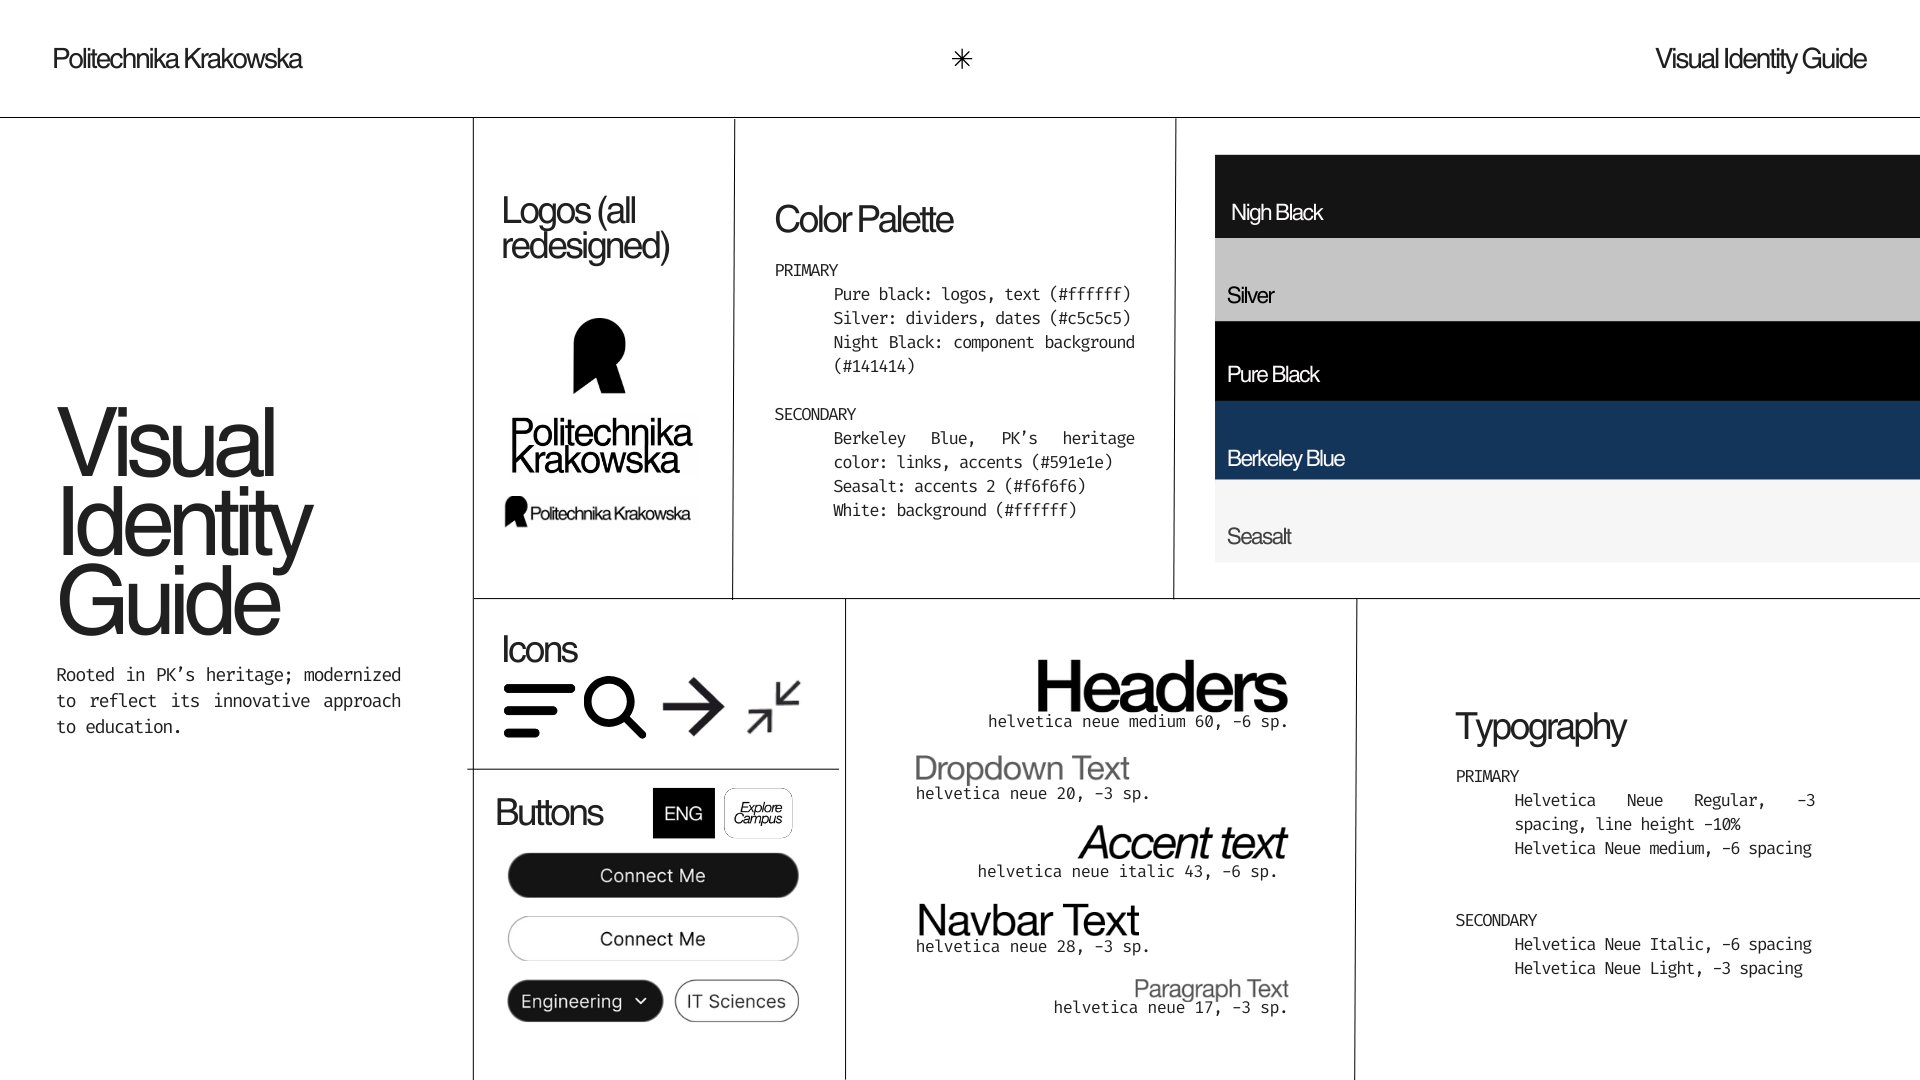 Politechnika Krakowska
Visual Identity Guide
Visual
Identity
Guide
Rooted in PK’s heritage; modernized
to reflect its innovative approach
to education.
Logos (all
redesigned)
Politechnika
Krakowska
Politechnika Krakowska
Color Palette
PRIMARY
Pure black: logos, text (#ffffff)
Silver: dividers, dates (#c5c5c5)
Night Black: component background
(#141414)
SECONDARY
Berkeley Blue, PK’s heritage
color: links, accents (#591e1e)
Seasalt: accents 2 (#f6f6f6)
White: background (#ffffff)
Nigh Black
Silver
Pure Black
Berkeley Blue
Seasalt
Icons
Buttons
ENG
Explore
Campus
Connect Me
Connect Me
Engineering
IT Sciences
Headers
helvetica neue medium 60, -6 sp.
Dropdown Text
helvetica neue 20, -3 sp.
Accent text
helvetica neue italic 43, -6 sp.
Navbar Text
helvetica neue 28, -3 sp.
Paragraph Text
helvetica neue 17, -3 sp.
Typography
PRIMARY
Helvetica Neue Regular, -3
spacing, line height -10%
Helvetica Neue medium, -6 spacing
SECONDARY
Helvetica Neue Italic, -6 spacing
Helvetica Neue Light, -3 spacing